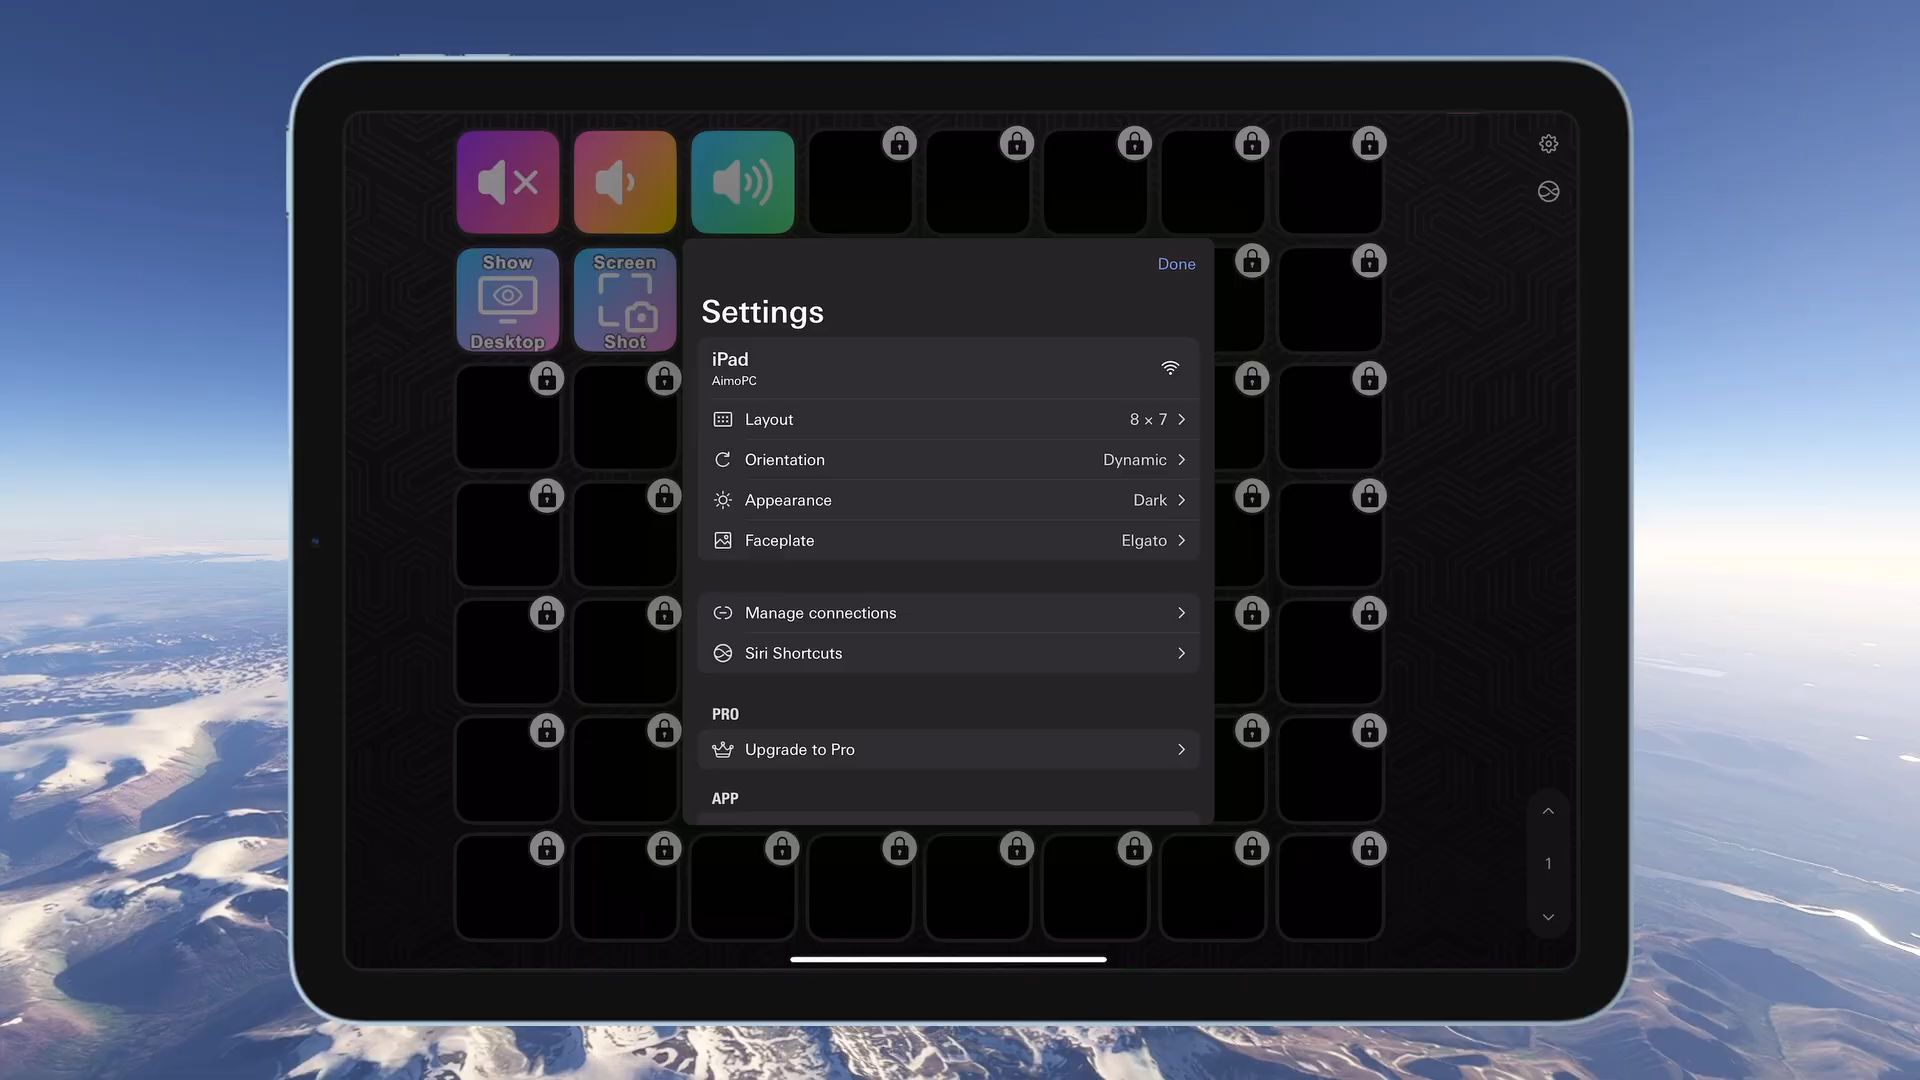 Show
Desktop
Screen
Shot
Done
Settings
iPad
AimoPC
Layout 8 × 7
Orientation Dynamic
Appearance Dark
Faceplate Elgato
Manage connections
Siri Shortcuts
PRO
Upgrade to Pro
APP
1